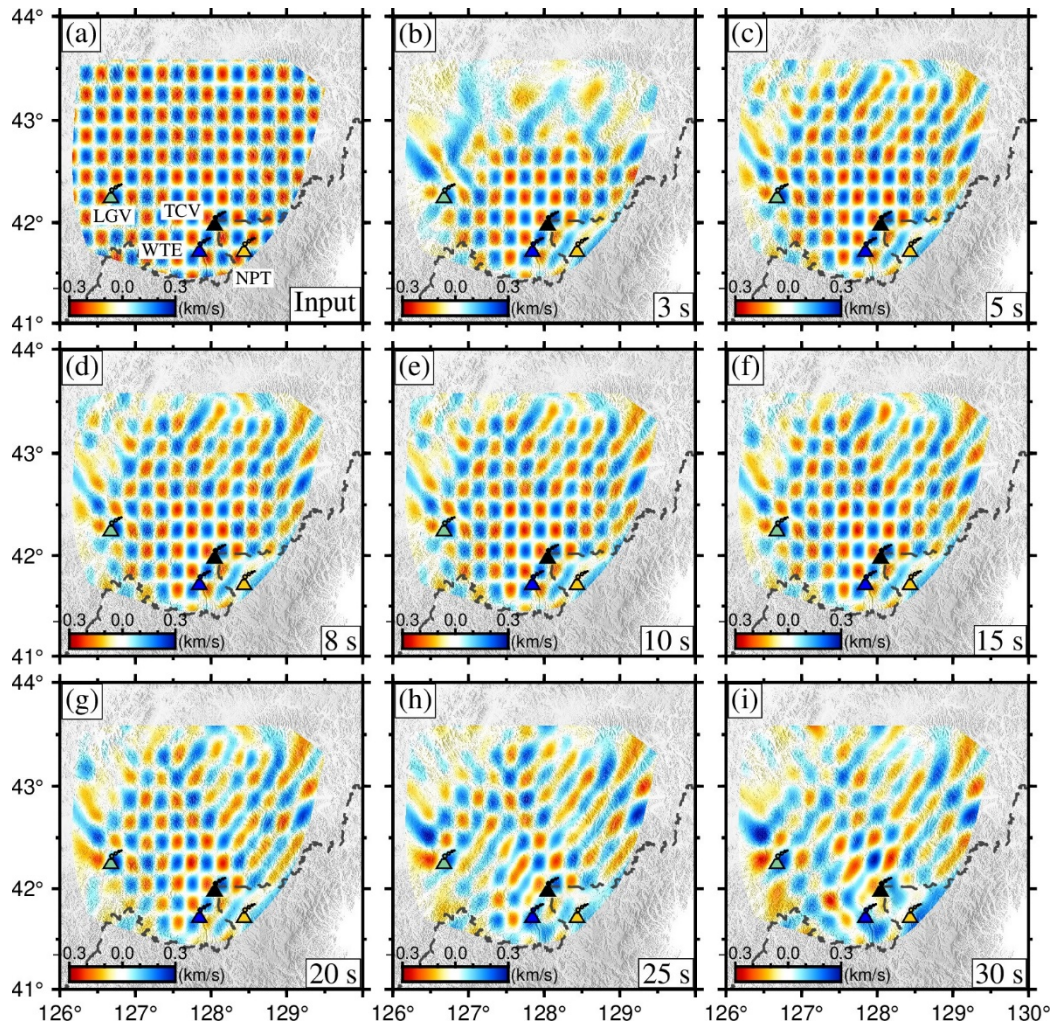 (a) (b) (c)
44°
43°
42°
41°
LGV TCV
WTE
NPT
0.3 0.0 0.3 (km/s) Input
0.3 0.0 0.3 (km/s) 3 s
0.3 0.0 0.3 (km/s) 5 s
(d) (e) (f)
44°
43°
42°
41°
0.3 0.0 0.3 (km/s) 8 s
0.3 0.0 0.3 (km/s) 10 s
0.3 0.0 0.3 (km/s) 15 s
(g) (h) (i)
44°
43°
42°
41°
0.3 0.0 0.3 (km/s) 20 s
0.3 0.0 0.3 (km/s) 25 s
0.3 0.0 0.3 (km/s) 30 s
126° 127° 128° 129° 126° 127° 128° 129° 126° 127° 128° 129° 130°